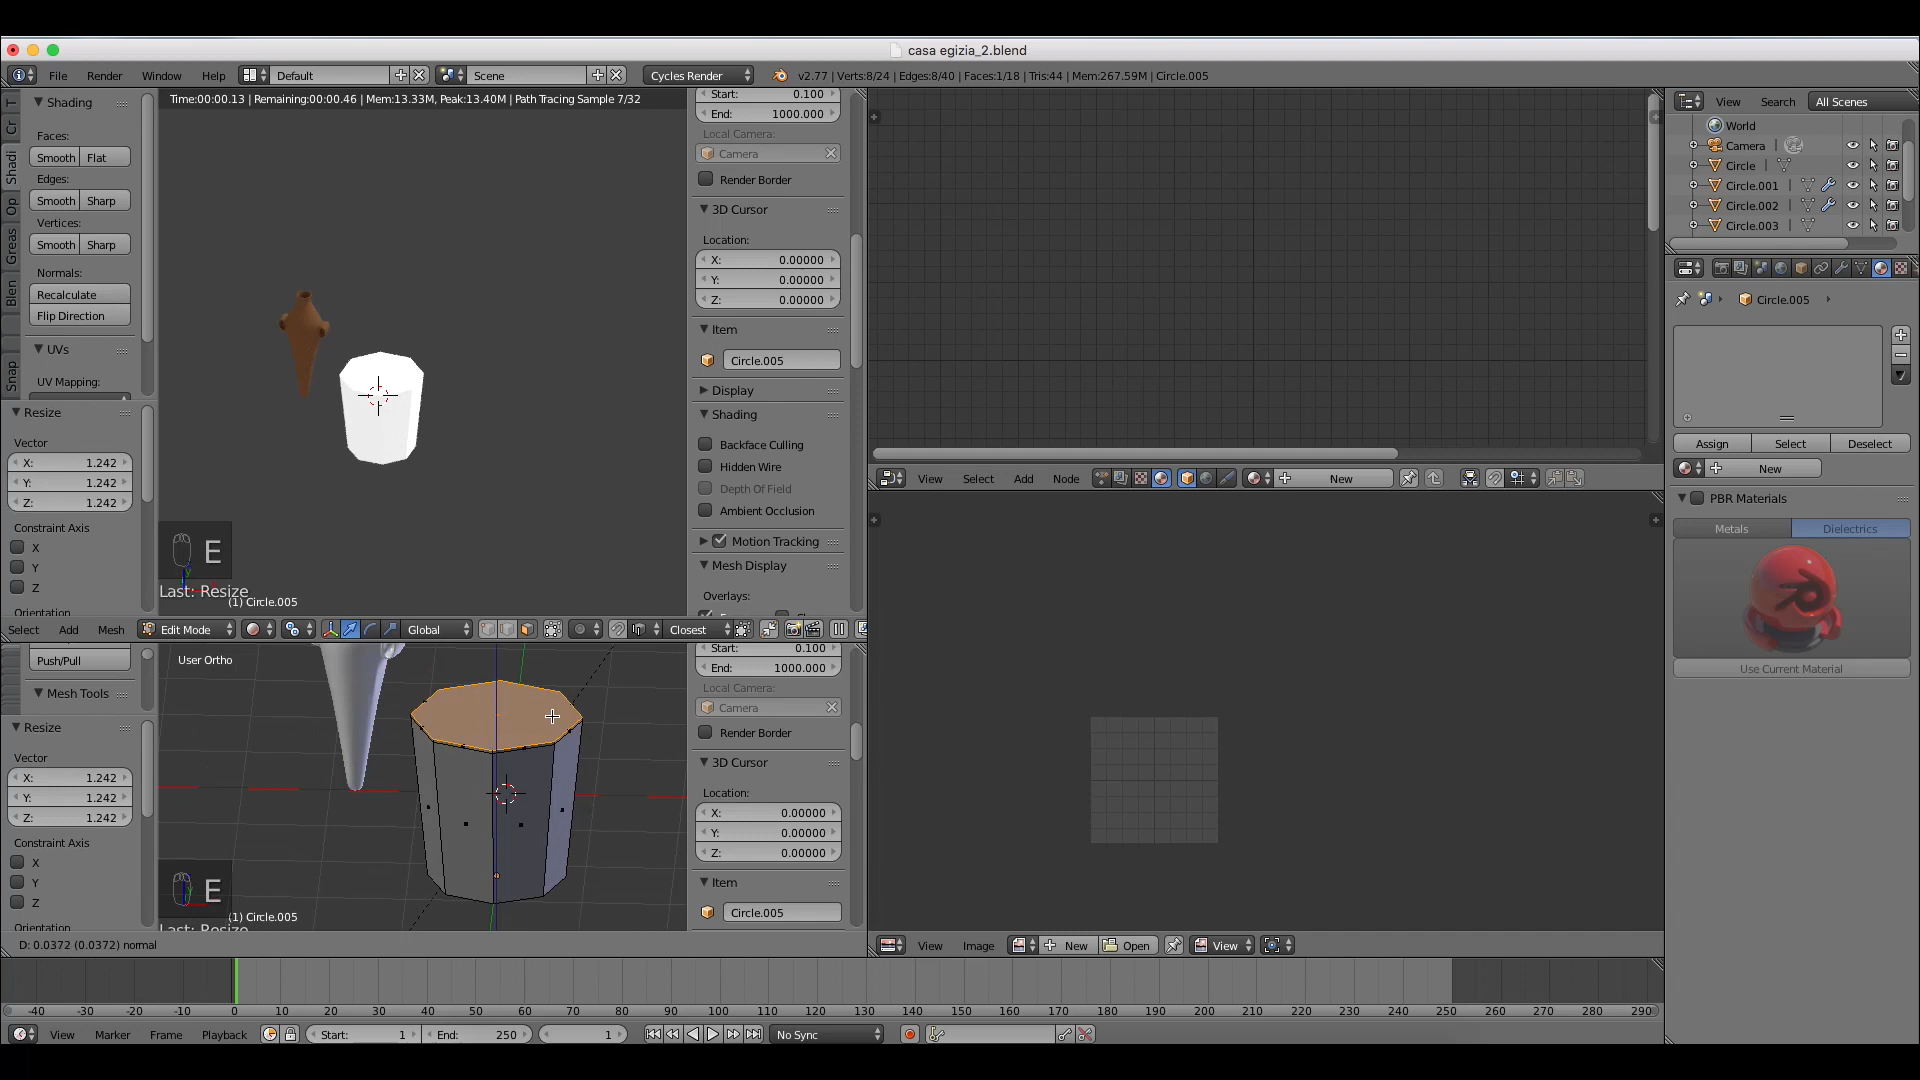 casa egizia_2.blend
File Render Window Help Default Scene Cycles Render v2.77 | Verts:8/24 | Edges:8/40 | Faces:1/18 | Tris:44 | Mem:267.59M | Circle.005
T
Cr
Shadi
Op
Greas
Blen
Snap
Shading
Faces:
Smooth Flat
Edges:
Smooth Sharp
Vertices:
Smooth Sharp
Normals:
Recalculate
Flip Direction
UVs
UV Mapping:
Resize
Vector
X: 1.242
Y: 1.242
Z: 1.242
Constraint Axis
X
Y
Z
Orientation
Time:00:00.13 | Remaining:00:00.46 | Mem:13.33M, Peak:13.40M | Path Tracing Sample 7/32
E
Last: Resize
(1) Circle.005
Start: 0.100
End: 1000.000
Local Camera:
Camera
Render Border
3D Cursor
Location:
X: 0.00000
Y: 0.00000
Z: 0.00000
Item
Circle.005
Display
Shading
Backface Culling
Hidden Wire
Depth Of Field
Ambient Occlusion
Motion Tracking
Mesh Display
Overlays:
Select Add Mesh Edit Mode Global Closest
Push/Pull
Mesh Tools
Resize
Vector
X: 1.242
Y: 1.242
Z: 1.242
Constraint Axis
X
Y
Z
Orientation
User Ortho
E
(1) Circle.005
Last: Resize
Start: 0.100
End: 1000.000
Local Camera:
Camera
Render Border
3D Cursor
Location:
X: 0.00000
Y: 0.00000
Z: 0.00000
Item
Circle.005
D: 0.0372 (0.0372) normal
View Select Add Node New
View Image New Open View
View Search All Scenes
World
Camera
Circle
Circle.001
Circle.002
Circle.003
Circle.005
Assign Select Deselect
New
PBR Materials
Metals Dielectrics
Use Current Material
-40 -30 -20 -10 0 10 20 30 40 50 60 70 80 90 100 110 120 130 140 150 160 170 180 190 200 210 220 230 240 250 260 270 280 290
View Marker Frame Playback Start: 1 End: 250 1 No Sync